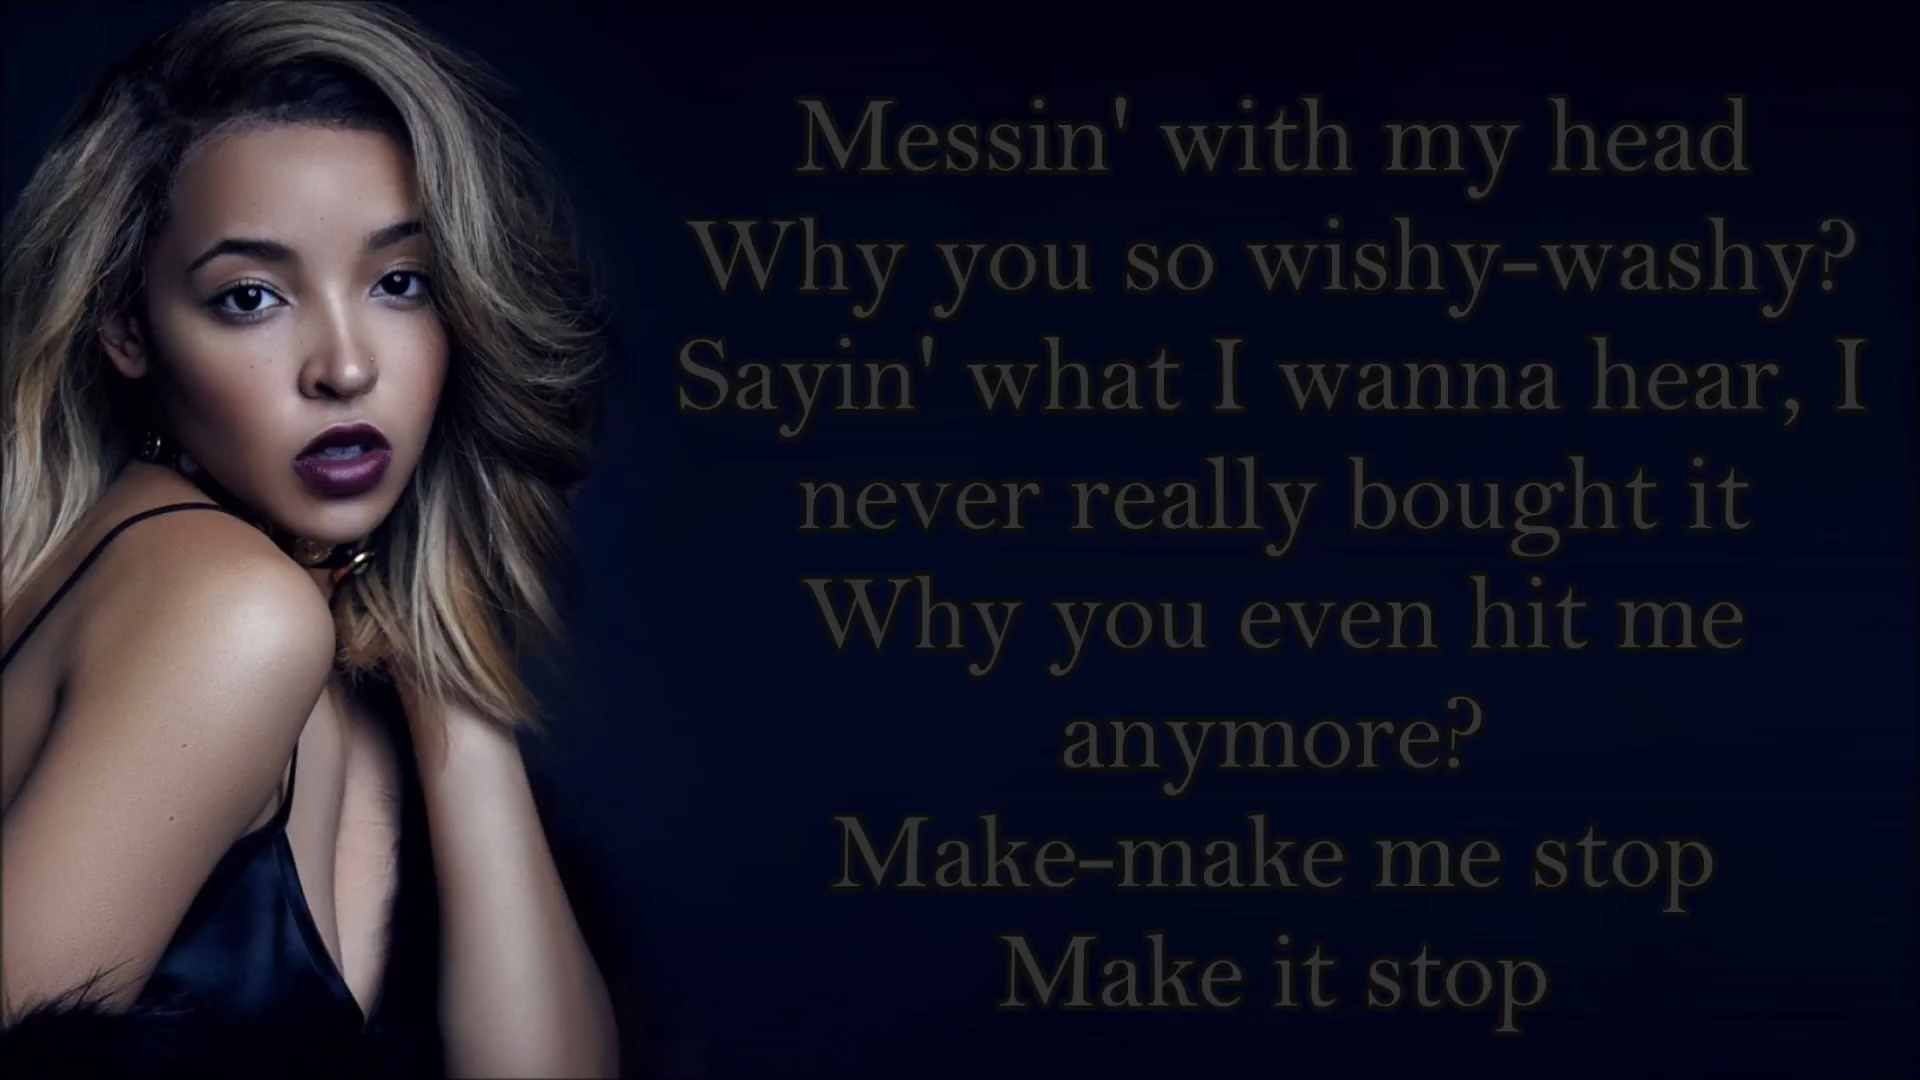 Messin' with my head
Why you so wishy-washy?
Sayin' what I wanna hear, I
never really bought it
Why you even hit me
anymore?
Make-make me stop
Make it stop